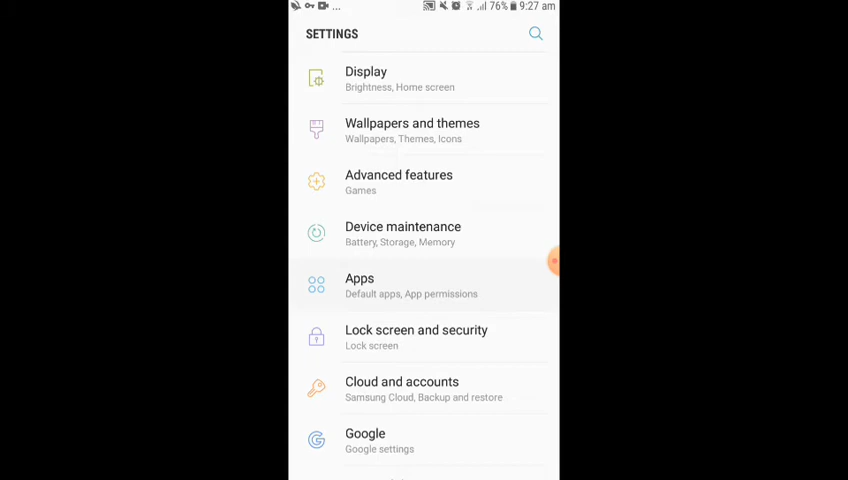 ... 76% 9:27 am
SETTINGS
Display
Brightness, Home screen
Wallpapers and themes
Wallpapers, Themes, Icons
Advanced features
Games
Device maintenance
Battery, Storage, Memory
Apps
Default apps, App permissions
Lock screen and security
Lock screen
Cloud and accounts
Samsung Cloud, Backup and restore
Google
Google settings